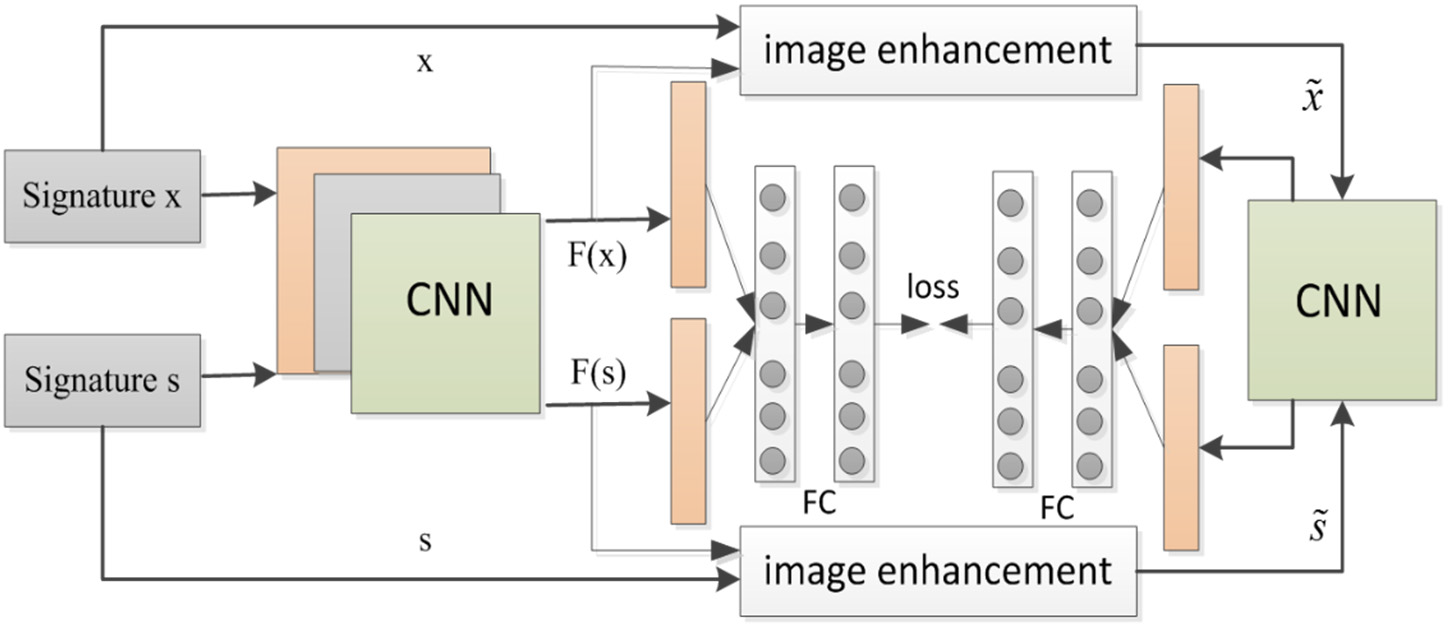 image enhancement
x
x̃
Signature x
CNN
F(x)
loss
CNN
F(s)
Signature s
FC
FC
s
s̃
image enhancement